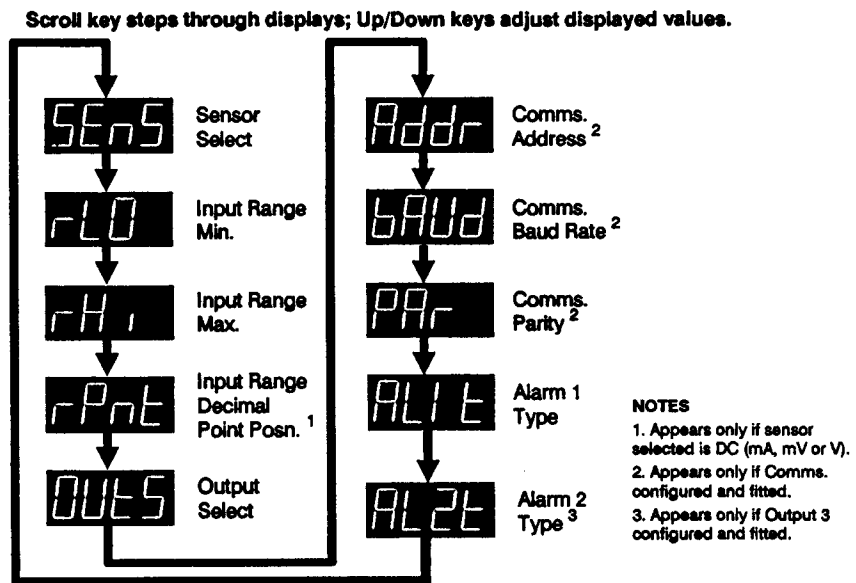 Scroll key steps through displays; Up/Down keys adjust displayed values.
SEnS
Sensor
Select
rLO
Input Range
Min.
rHi
Input Range
Max.
rPnt
Input Range
Decimal
Point Posn. 1
OUtS
Output
Select
Addr
Comms.
Address 2
bAUd
Comms.
Baud Rate 2
PAr
Comms.
Parity 2
AL1t
Alarm 1
Type
AL2t
Alarm 2
Type 3
NOTES
1. Appears only if sensor
selected is DC (mA, mV or V).
2. Appears only if Comms.
configured and fitted.
3. Appears only if Output 3
configured and fitted.